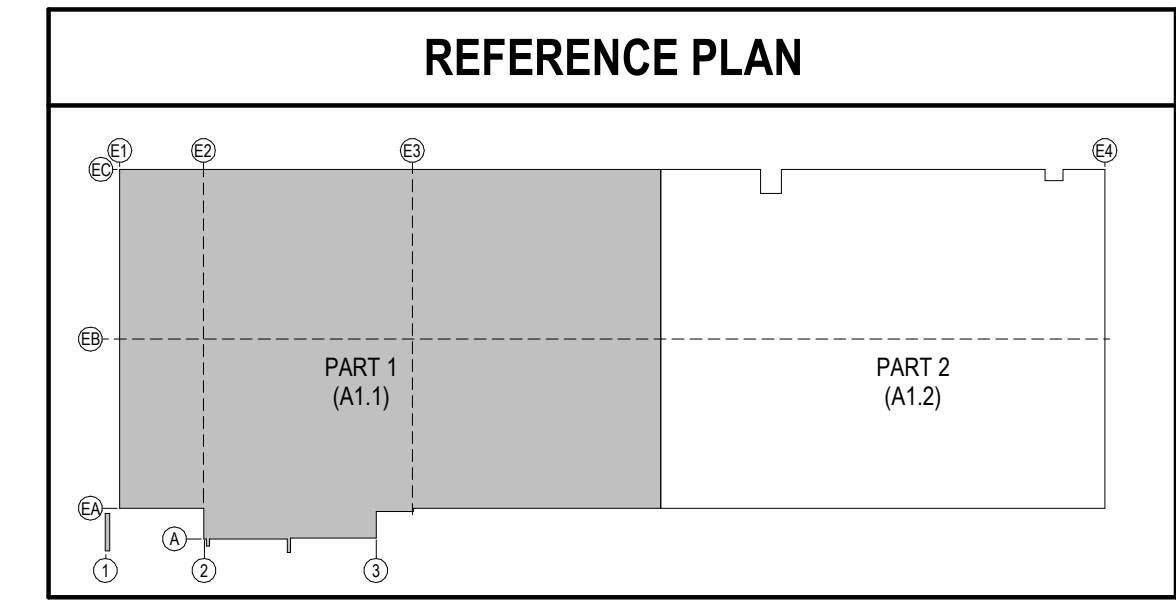 REFERENCE PLAN
E1 E2 E3 E4
EC
EB
PART 1
(A1.1)
PART 2
(A1.2)
EA
A
1 2 3